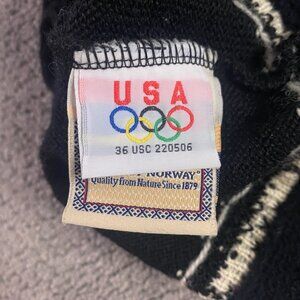 USA
36 USC 220506
NORWAY®
Quality from Nature Since 1879